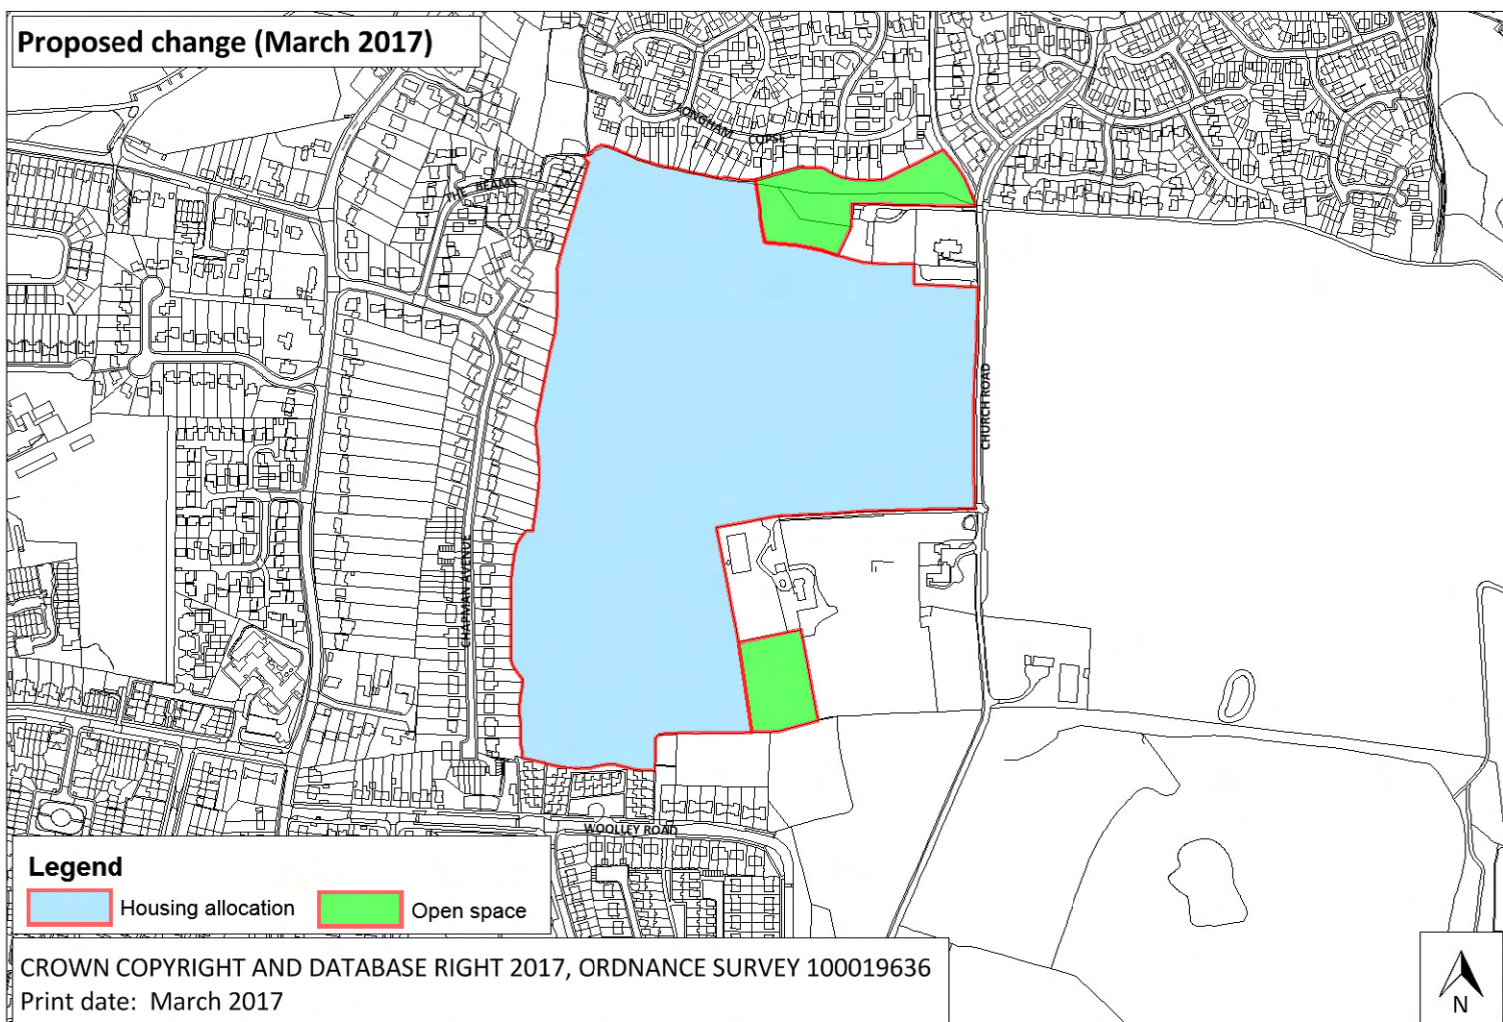 Proposed change (March 2017)
LONGHAM COPSE
THE BEAMS
CHURCH ROAD
CHAPMAN AVENUE
WOOLLEY ROAD
Legend
Housing allocation
Open space
CROWN COPYRIGHT AND DATABASE RIGHT 2017, ORDNANCE SURVEY 100019636
Print date: March 2017
N